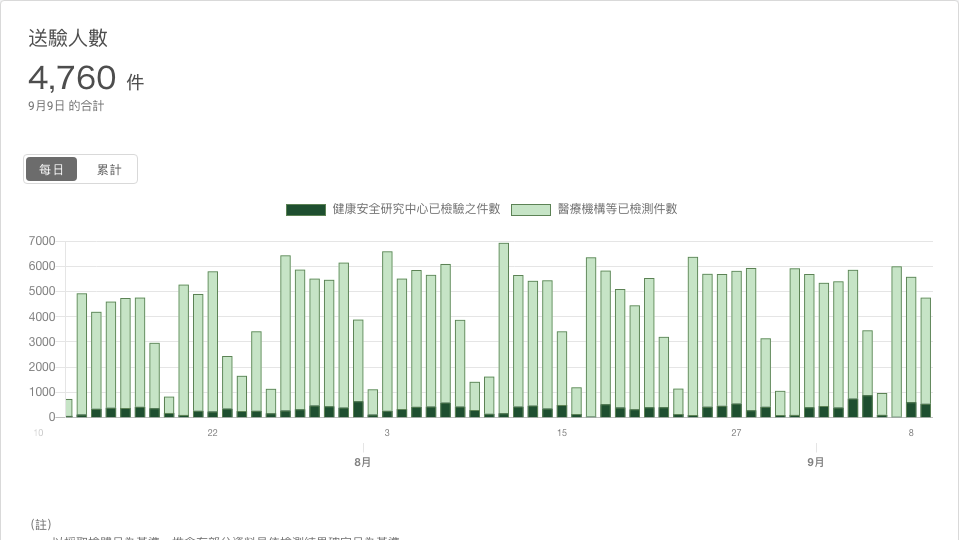 送驗人數
4,760 件
9月9日 的合計
每日 累計
健康安全研究中心已檢驗之件數 醫療機構等已檢測件數
7000
6000
5000
4000
3000
2000
1000
0
10 22 3 15 27 8
8月 9月
(註)